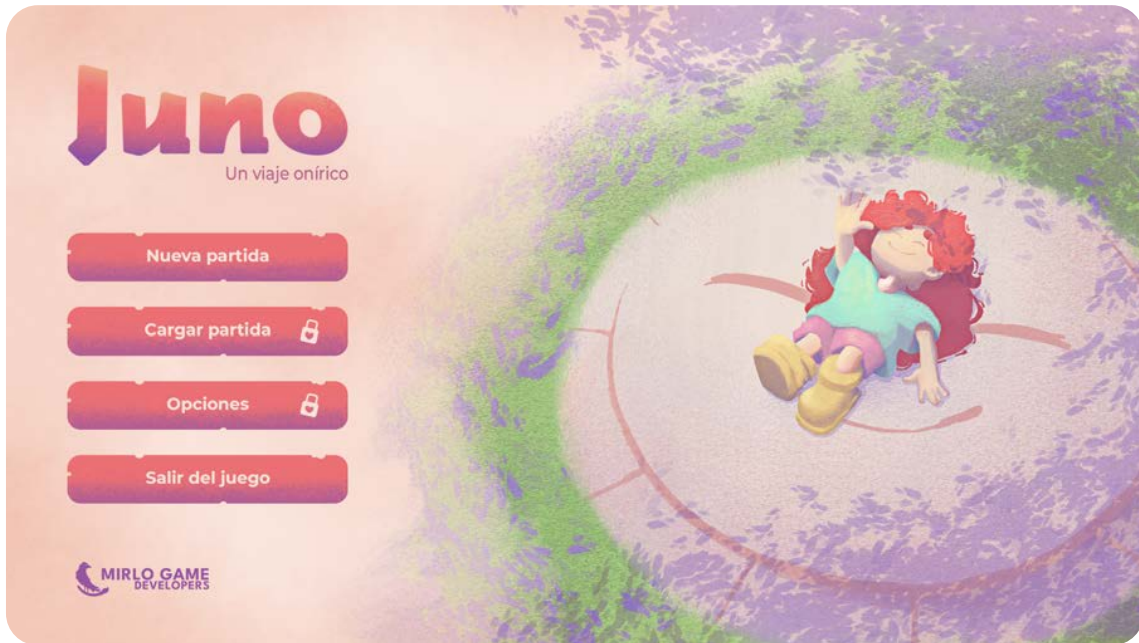 Juno
Un viaje onírico
Nueva partida
Cargar partida
Opciones
Salir del juego
MIRLO GAME
DEVELOPERS